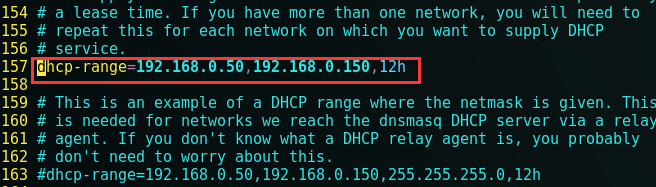 154 # a lease time. If you have more than one network, you will need to
155 # repeat this for each network on which you want to supply DHCP
156 # service.
157 dhcp-range=192.168.0.50,192.168.0.150,12h
158
159 # This is an example of a DHCP range where the netmask is given. This
160 # is needed for networks we reach the dnsmasq DHCP server via a relay
161 # agent. If you don't know what a DHCP relay agent is, you probably
162 # don't need to worry about this.
163 #dhcp-range=192.168.0.50,192.168.0.150,255.255.255.0,12h